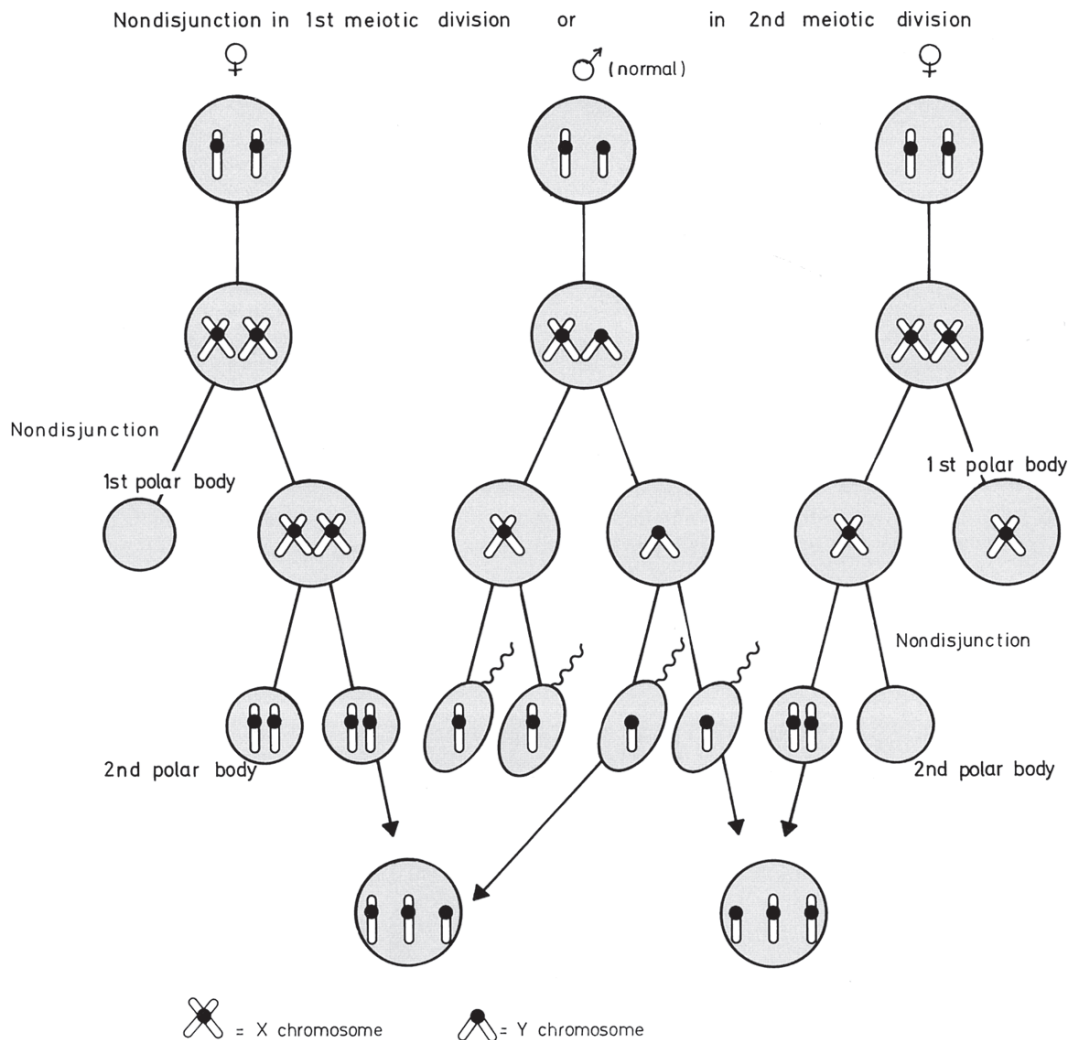 Nondisjunction in 1st meiotic division or in 2nd meiotic division
(normal)
Nondisjunction
1st polar body
1st polar body
Nondisjunction
2nd polar body
2nd polar body
= X chromosome = Y chromosome